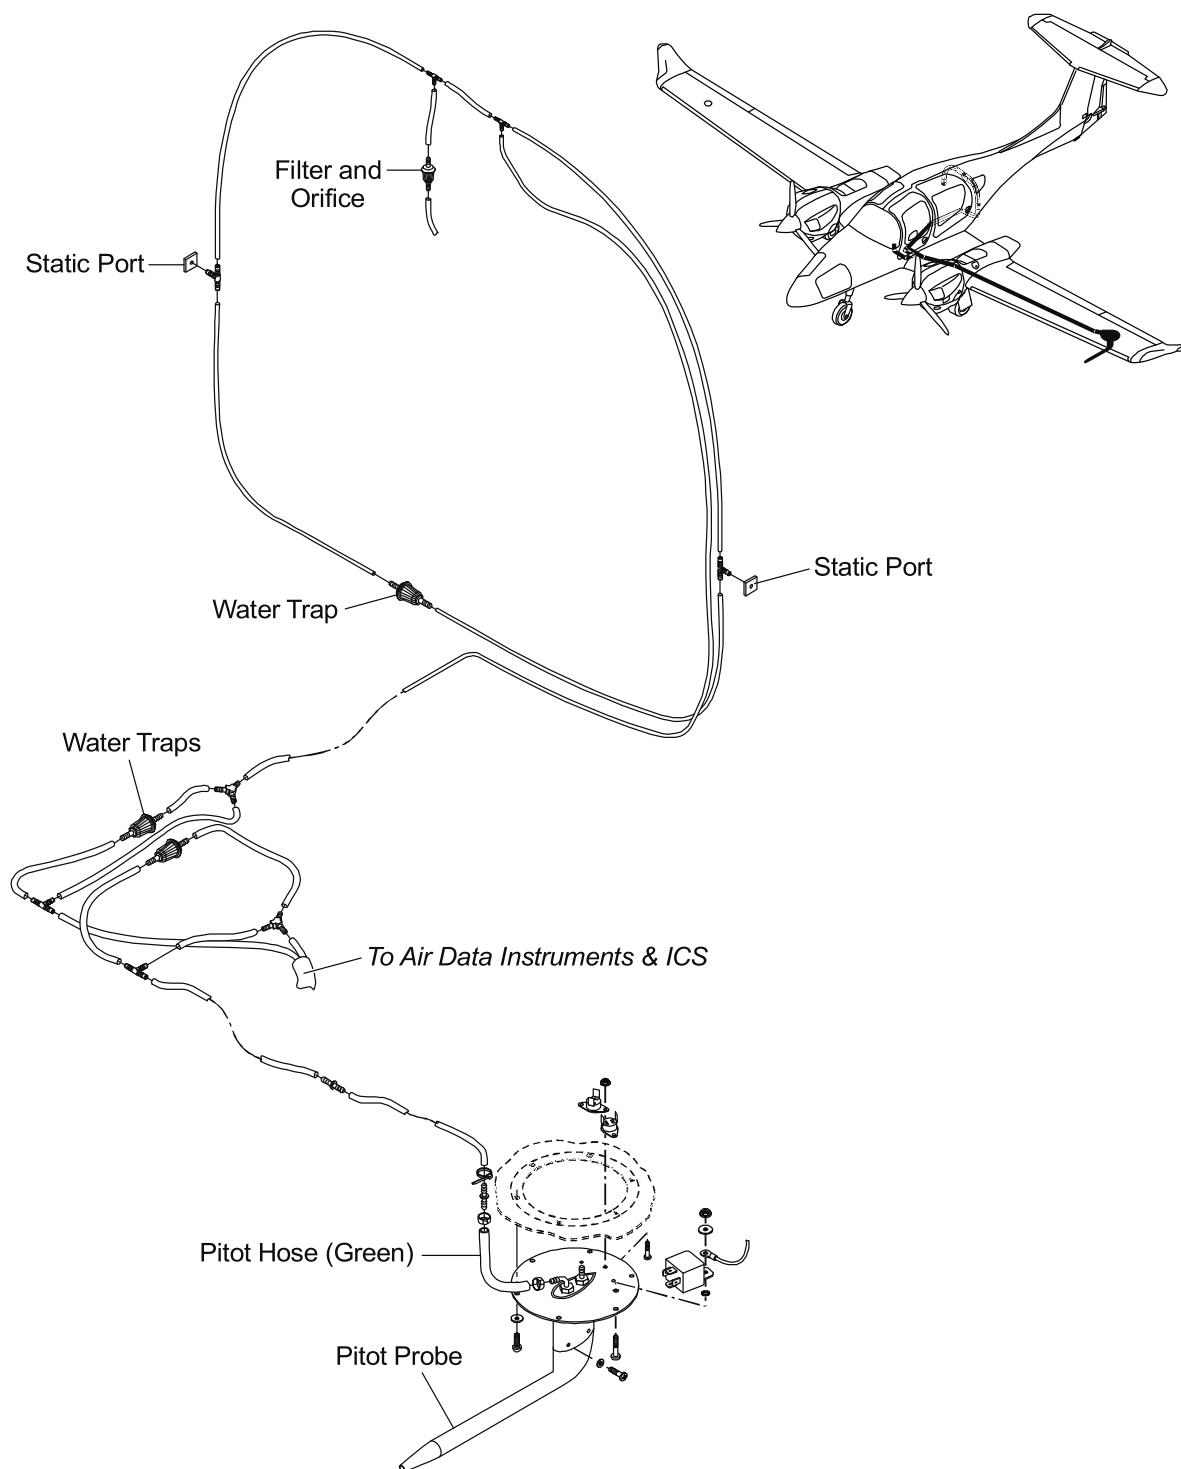 Filter and
Orifice
Static Port
Static Port
Water Trap
Water Traps
To Air Data Instruments & ICS
Pitot Hose (Green)
Pitot Probe